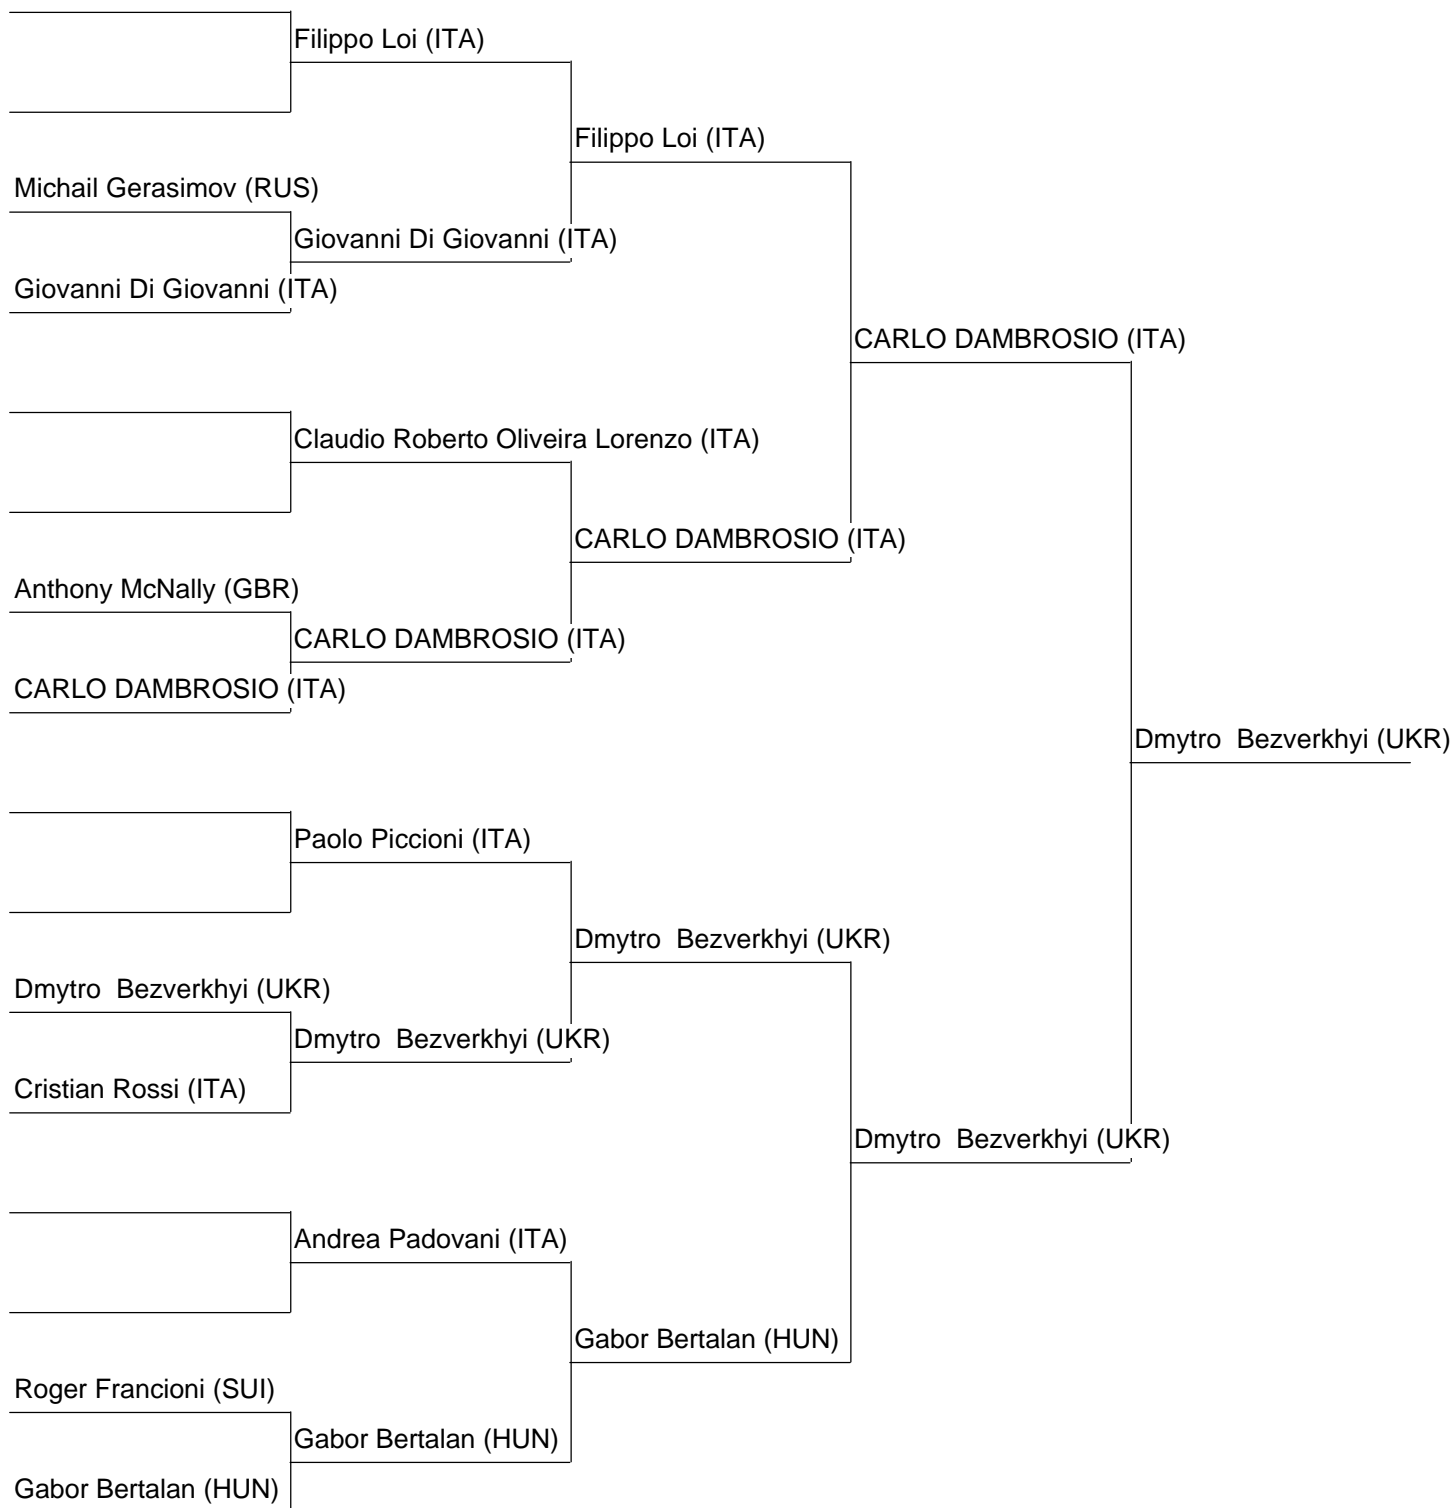 Filippo Loi (ITA)
Filippo Loi (ITA)
Michail Gerasimov (RUS)
Giovanni Di Giovanni (ITA)
Giovanni Di Giovanni (ITA)
CARLO DAMBROSIO (ITA)
Claudio Roberto Oliveira Lorenzo (ITA)
CARLO DAMBROSIO (ITA)
Anthony McNally (GBR)
CARLO DAMBROSIO (ITA)
CARLO DAMBROSIO (ITA)
Dmytro  Bezverkhyi (UKR)
Paolo Piccioni (ITA)
Dmytro  Bezverkhyi (UKR)
Dmytro  Bezverkhyi (UKR)
Dmytro  Bezverkhyi (UKR)
Cristian Rossi (ITA)
Dmytro  Bezverkhyi (UKR)
Andrea Padovani (ITA)
Gabor Bertalan (HUN)
Roger Francioni (SUI)
Gabor Bertalan (HUN)
Gabor Bertalan (HUN)